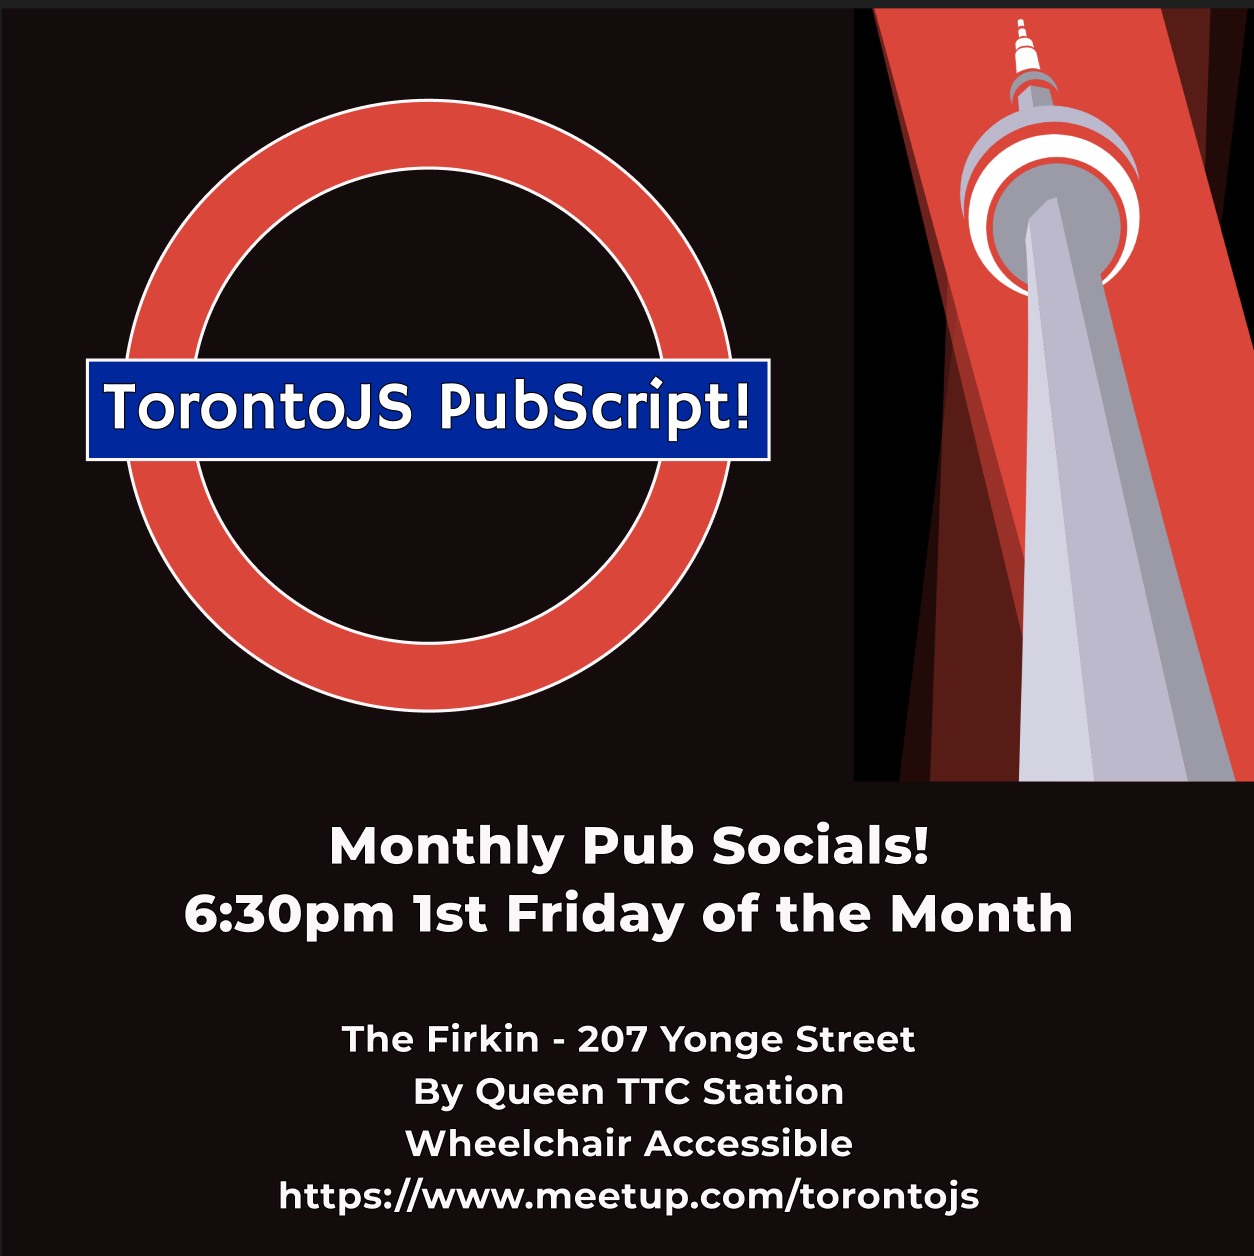 TorontoJS PubScript!
Monthly Pub Socials!
6:30pm 1st Friday of the Month
The Firkin - 207 Yonge Street
By Queen TTC Station
Wheelchair Accessible
https://www.meetup.com/torontojs